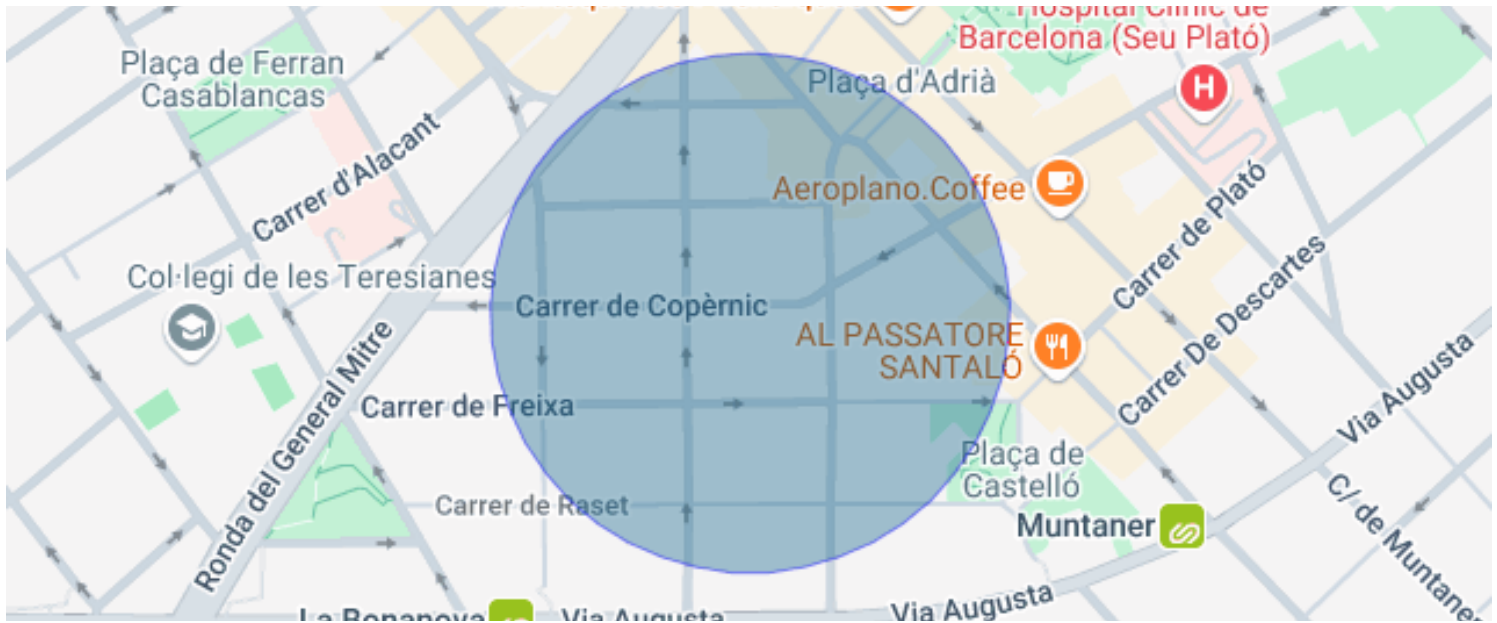 Hospital Clínic de
Barcelona (Seu Plató)
H
Plaça de Ferran
Casablancas
Plaça d'Adrià
Carrer d'Alacant
Aeroplano.Coffee
Carrer de Plató
Col·legi de les Teresianes
Carrer de Copèrnic
Carrer De Descartes
AL PASSATORE
SANTALÓ
Ronda del General Mitre
Carrer de Freixa
Via Augusta
Plaça de
Castelló
Carrer de Raset
Muntaner
C/ de Muntaner
La Bonanova
Via Augusta
Via Augusta